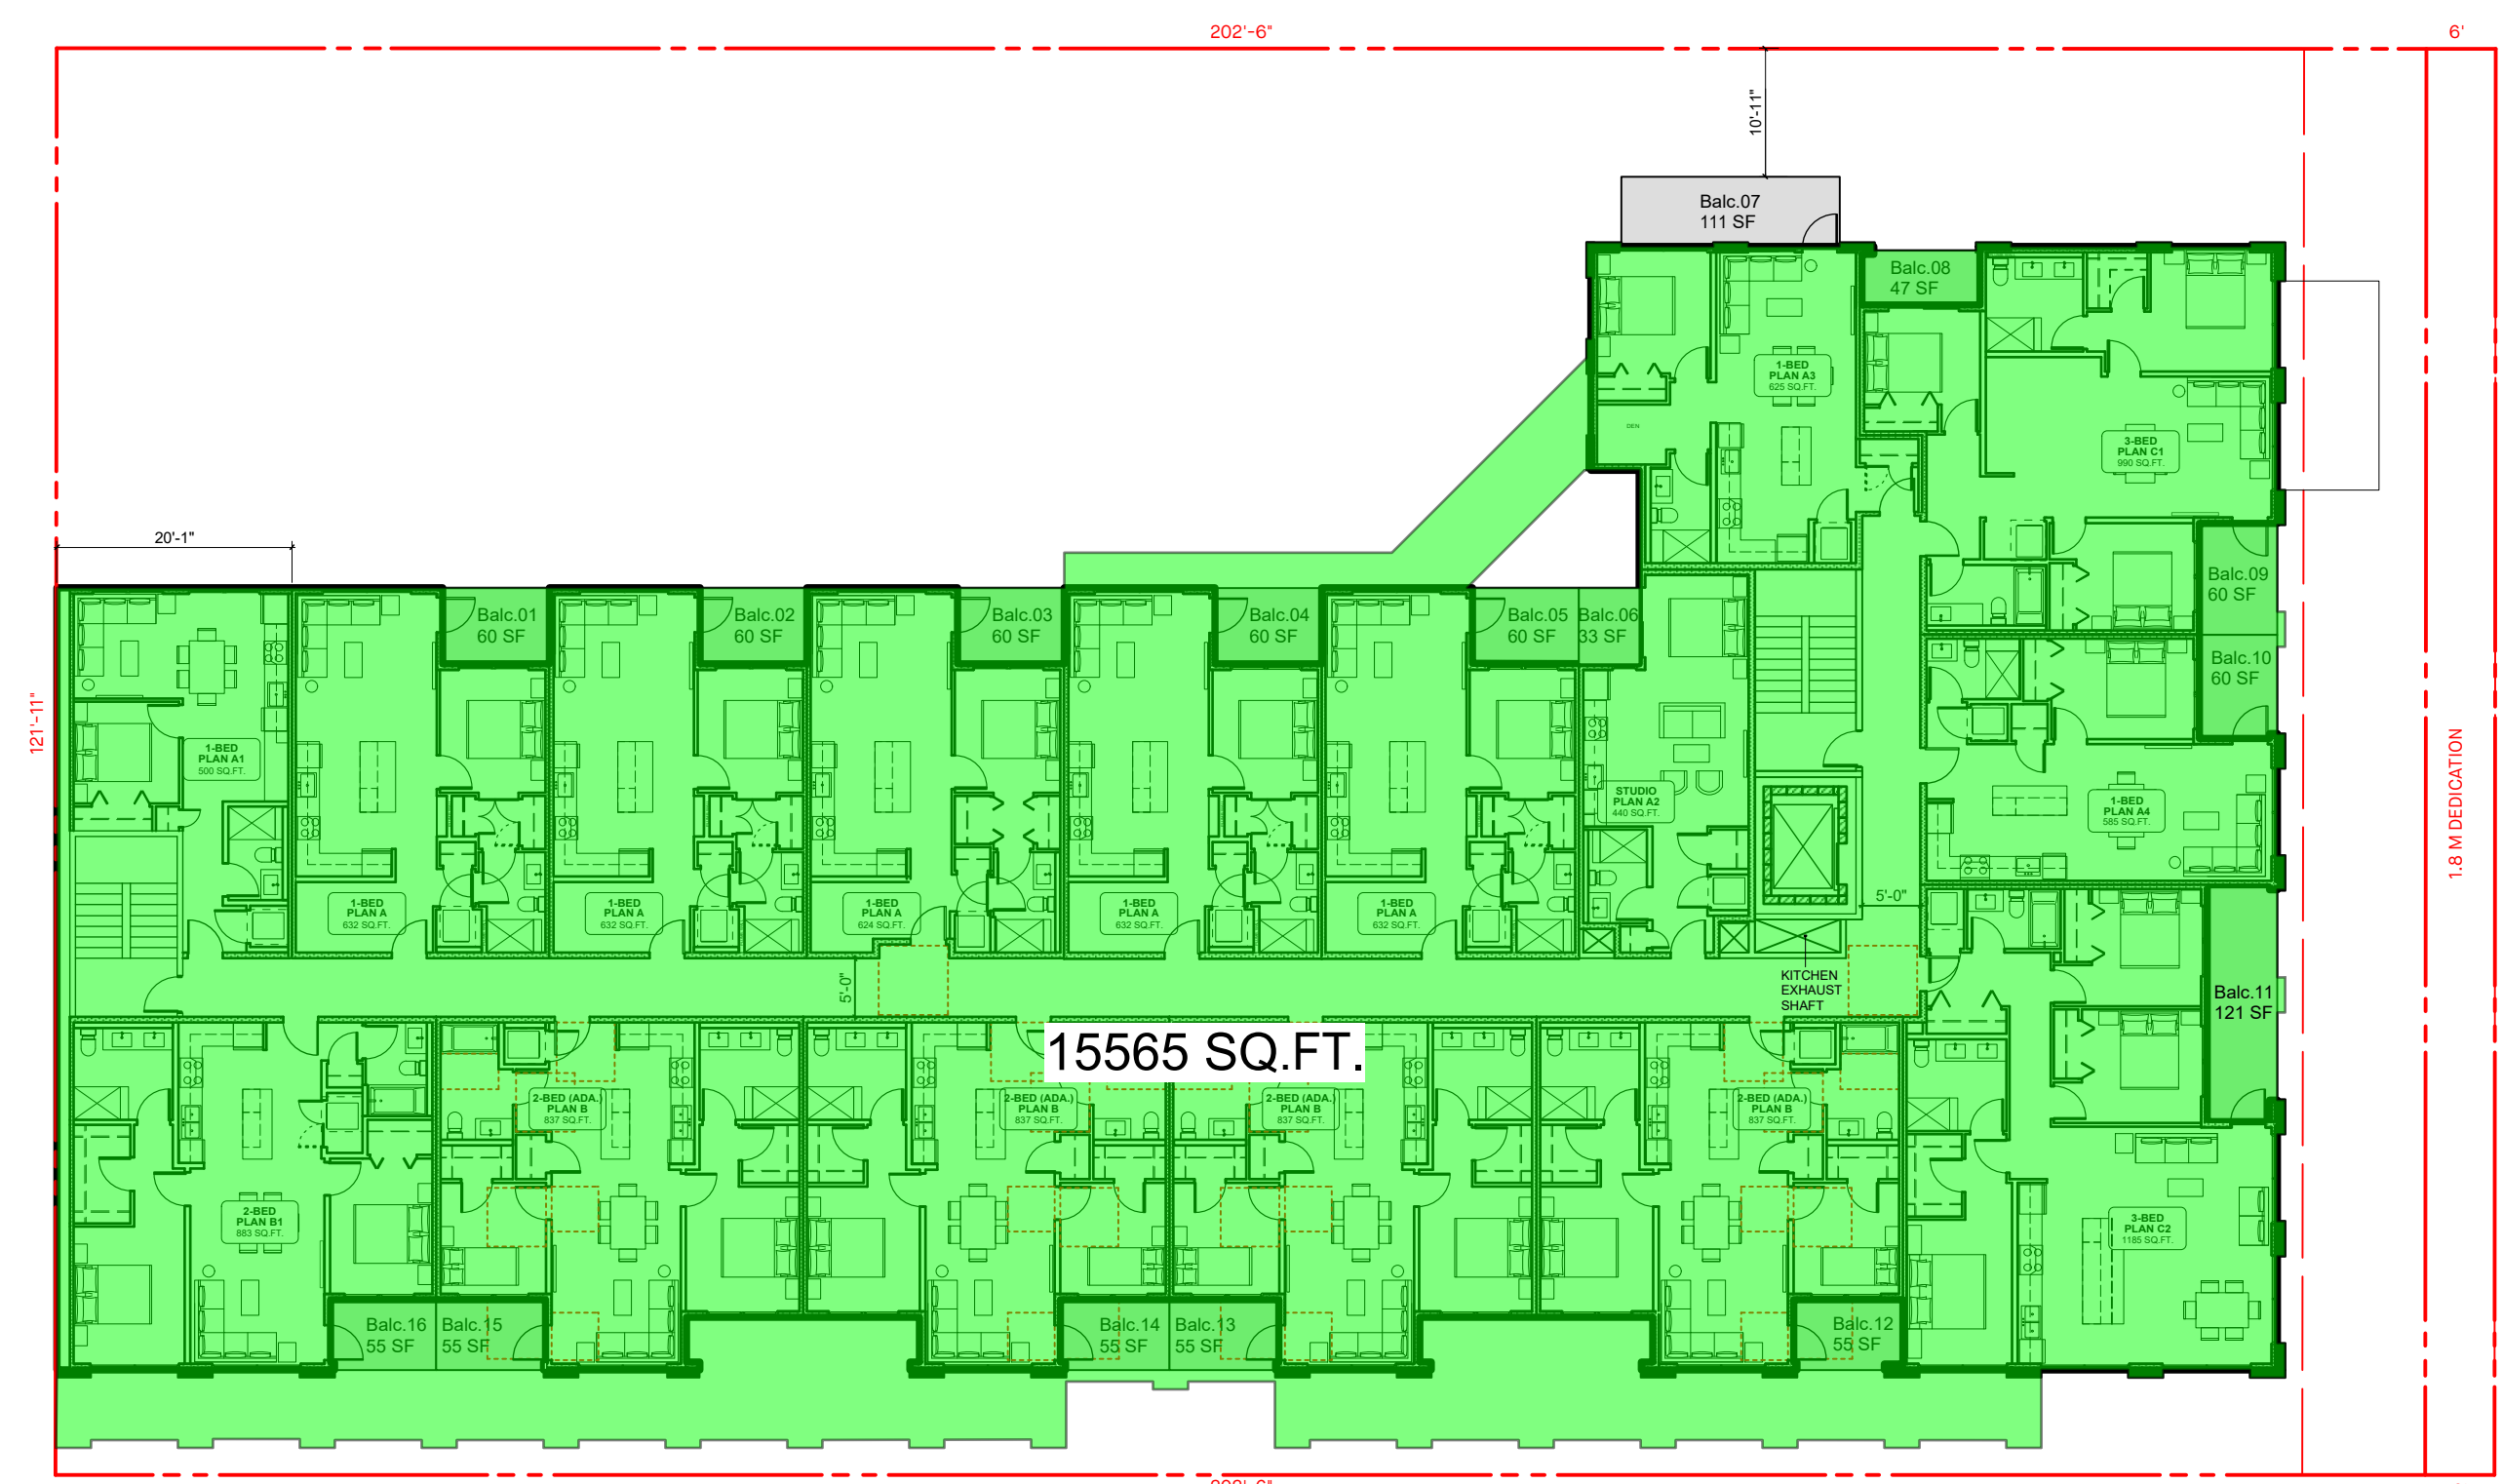 202'-6"
6'
10'-11"
Balc.07
111 SF
Balc.08
47 SF
1-BED
PLAN A3
625 SQ.FT.
DEN
3-BED
PLAN C1
990 SQ.FT.
20'-1"
Balc.09
60 SF
Balc.01
60 SF
Balc.02
60 SF
Balc.03
60 SF
Balc.04
60 SF
Balc.05
60 SF
Balc.06
33 SF
Balc.10
60 SF
121'-11"
1-BED
PLAN A1
500 SQ.FT.
STUDIO
PLAN A2
440 SQ.FT.
1-BED
PLAN A4
585 SQ.FT.
1.8 M DEDICATION
1-BED
PLAN A
632 SQ.FT.
1-BED
PLAN A
632 SQ.FT.
1-BED
PLAN A
624 SQ.FT.
1-BED
PLAN A
632 SQ.FT.
1-BED
PLAN A
632 SQ.FT.
5'-0"
5'-0"
KITCHEN
EXHAUST
SHAFT
Balc.11
121 SF
15565 SQ.FT.
2-BED (ADA.)
PLAN B
837 SQ.FT.
2-BED (ADA.)
PLAN B
837 SQ.FT.
2-BED (ADA.)
PLAN B
837 SQ.FT.
2-BED (ADA.)
PLAN B
837 SQ.FT.
2-BED
PLAN B1
883 SQ.FT.
3-BED
PLAN C2
1185 SQ.FT.
Balc.16
55 SF
Balc.15
55 SF
Balc.14
55 SF
Balc.13
55 SF
Balc.12
55 SF
202'-6"